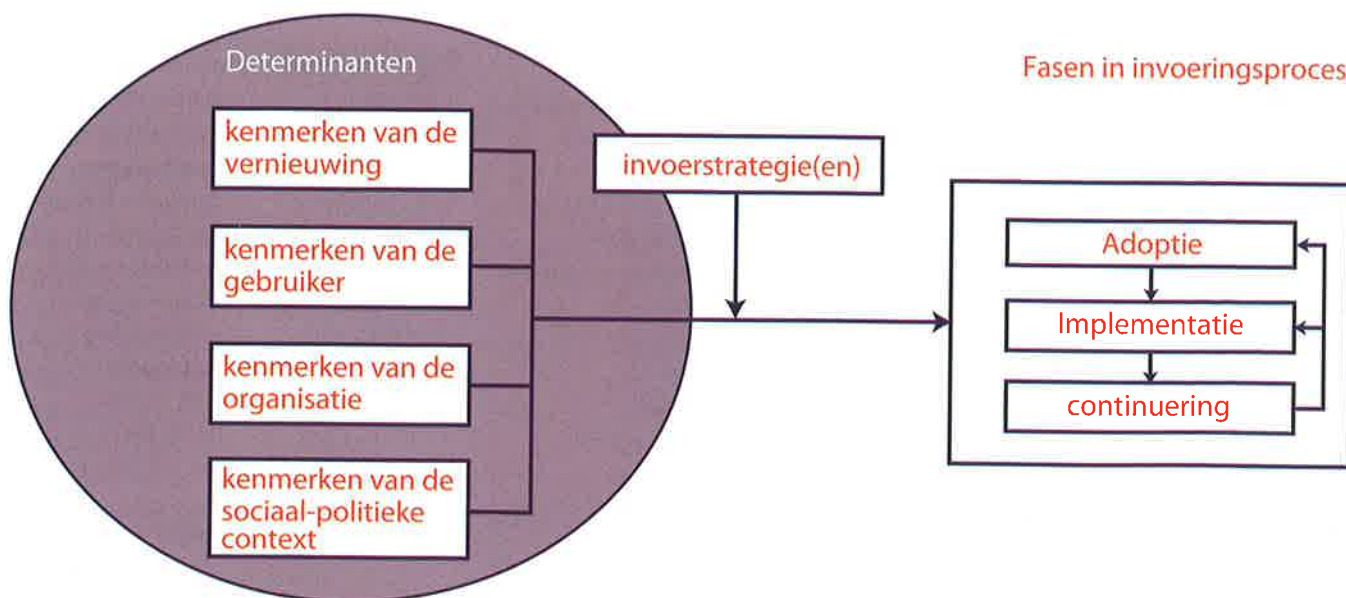 Determinanten
kenmerken van de
vernieuwing
kenmerken van de
gebruiker
kenmerken van de
organisatie
kenmerken van de
sociaal-politieke
context
invoerstrategie(en)
Fasen in invoeringsproces
Adoptie
Implementatie
continuering